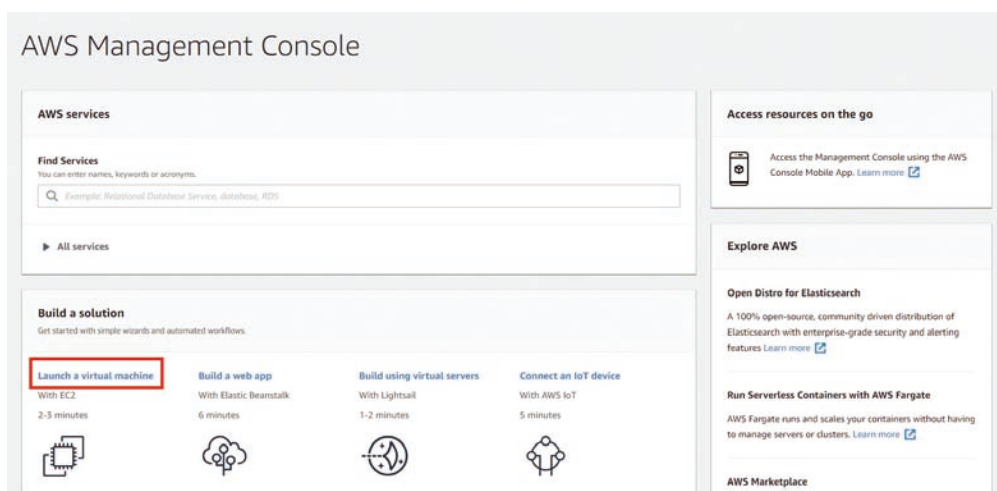 AWS Management Console
AWS services
Find Services
You can enter names, keywords or acronyms.
Example: Relational Database Service, database, RDS
All services
Build a solution
Get started with simple wizards and automated workflows.
Launch a virtual machine
With EC2
2-3 minutes
Build a web app
With Elastic Beanstalk
6 minutes
Build using virtual servers
With Lightsail
1-2 minutes
Connect an IoT device
With AWS IoT
5 minutes
Access resources on the go
Access the Management Console using the AWS
Console Mobile App. Learn more
Explore AWS
Open Distro for Elasticsearch
A 100% open-source, community driven distribution of
Elasticsearch with enterprise-grade security and alerting
features Learn more
Run Serverless Containers with AWS Fargate
AWS Fargate runs and scales your containers without having
to manage servers or clusters. Learn more
AWS Marketplace